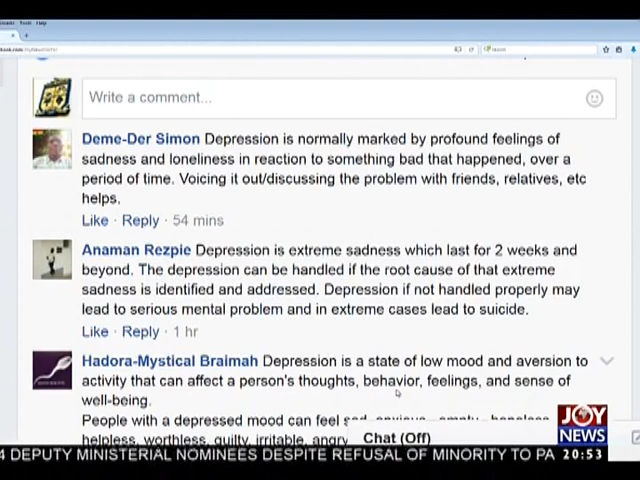 Tools Help
Write a comment...
Deme-Der Simon Depression is normally marked by profound feelings of
sadness and loneliness in reaction to something bad that happened, over a
period of time. Voicing it out/discussing the problem with friends, relatives, etc
helps.
Like · Reply · 54 mins
Anaman Rezpie Depression is extreme sadness which last for 2 weeks and
beyond. The depression can be handled if the root cause of that extreme
sadness is identified and addressed. Depression if not handled properly may
lead to serious mental problem and in extreme cases lead to suicide.
Like · Reply · 1 hr
Hadora-Mystical Braimah Depression is a state of low mood and aversion to
activity that can affect a person's thoughts, behavior, feelings, and sense of
well-being.
People with a depressed mood can feel sad, anxious, empty, hopeless,
helpless, worthless, guilty, irritable, angry
Chat (Off)
JOY
NEWS
4 DEPUTY MINISTERIAL NOMINEES DESPITE REFUSAL OF MINORITY TO PA
20:53